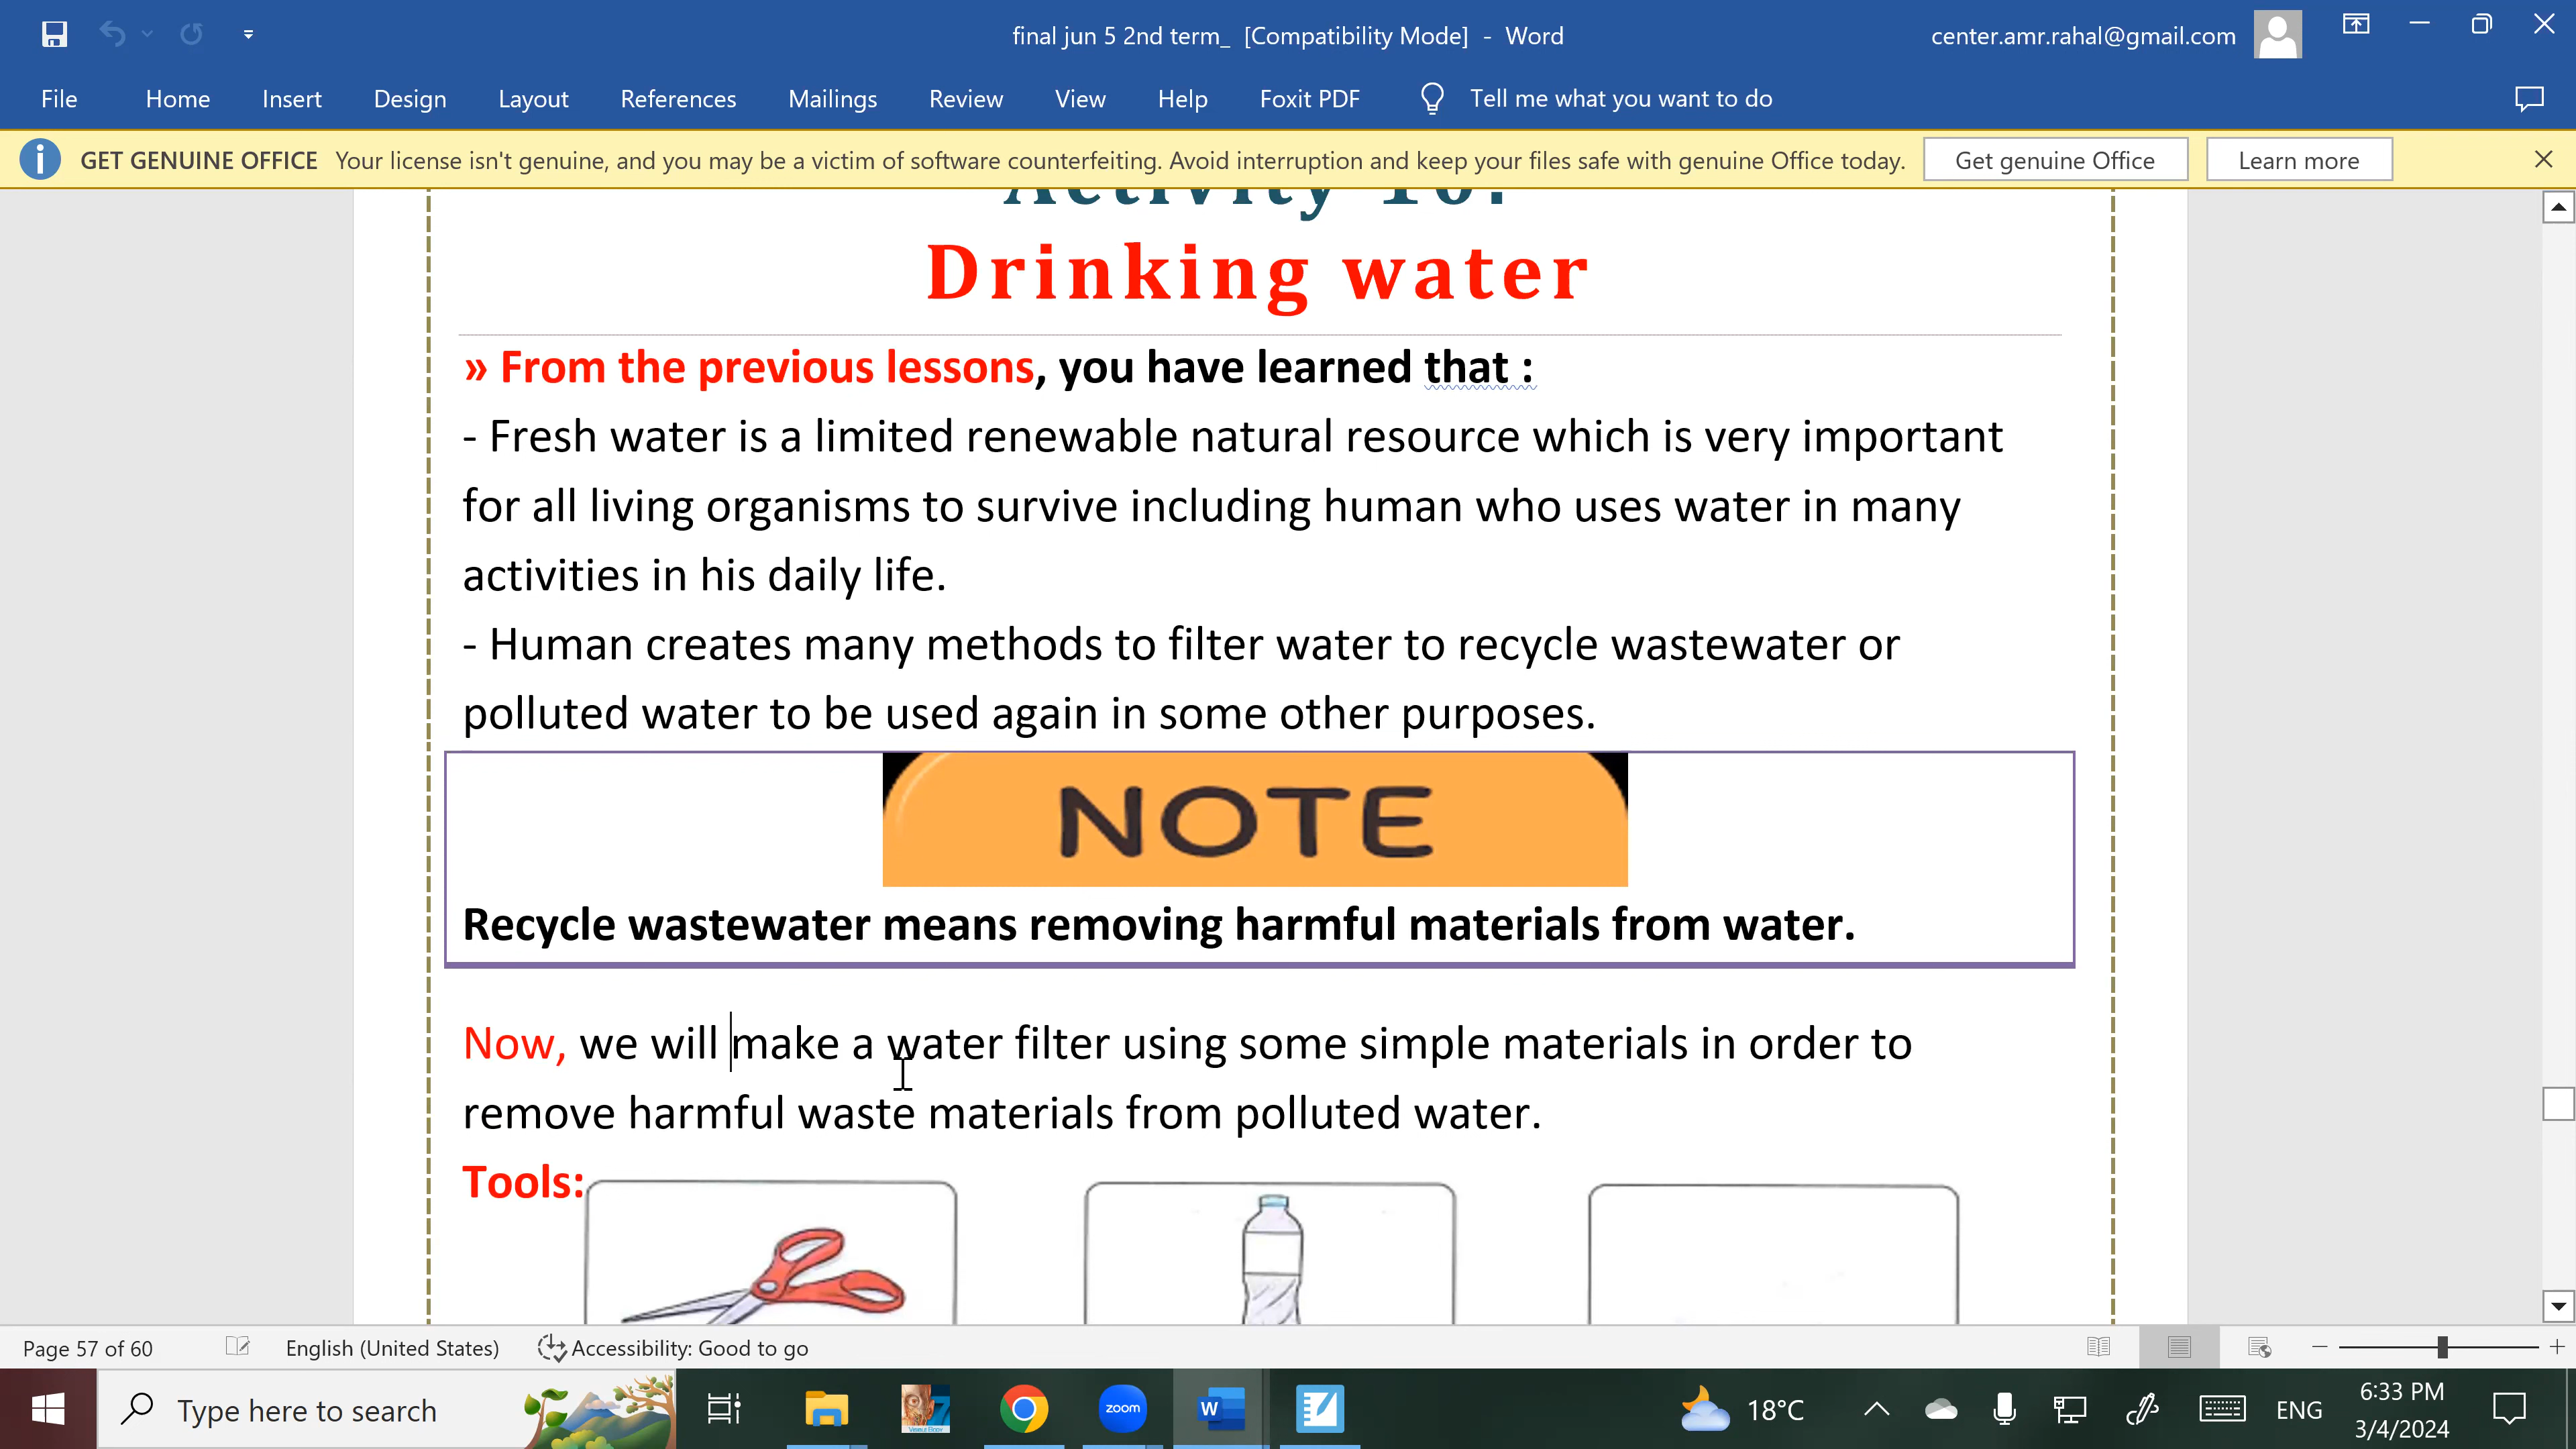 final jun 5 2nd term_ [Compatibility Mode] - Word
center.amr.rahal@gmail.com
File Home Insert Design Layout References Mailings Review View Help Foxit PDF Tell me what you want to do
GET GENUINE OFFICE Your license isn't genuine, and you may be a victim of software counterfeiting. Avoid interruption and keep your files safe with genuine Office today. Get genuine Office Learn more
Drinking water
» From the previous lessons, you have learned that :
- Fresh water is a limited renewable natural resource which is very important
for all living organisms to survive including human who uses water in many
activities in his daily life.
- Human creates many methods to filter water to recycle wastewater or
polluted water to be used again in some other purposes.
NOTE
Recycle wastewater means removing harmful materials from water.
Now, we will make a water filter using some simple materials in order to
remove harmful waste materials from polluted water.
Tools:
Page 57 of 60 English (United States) Accessibility: Good to go
Type here to search
zoom
W
18°C
ENG
6:33 PM
3/4/2024